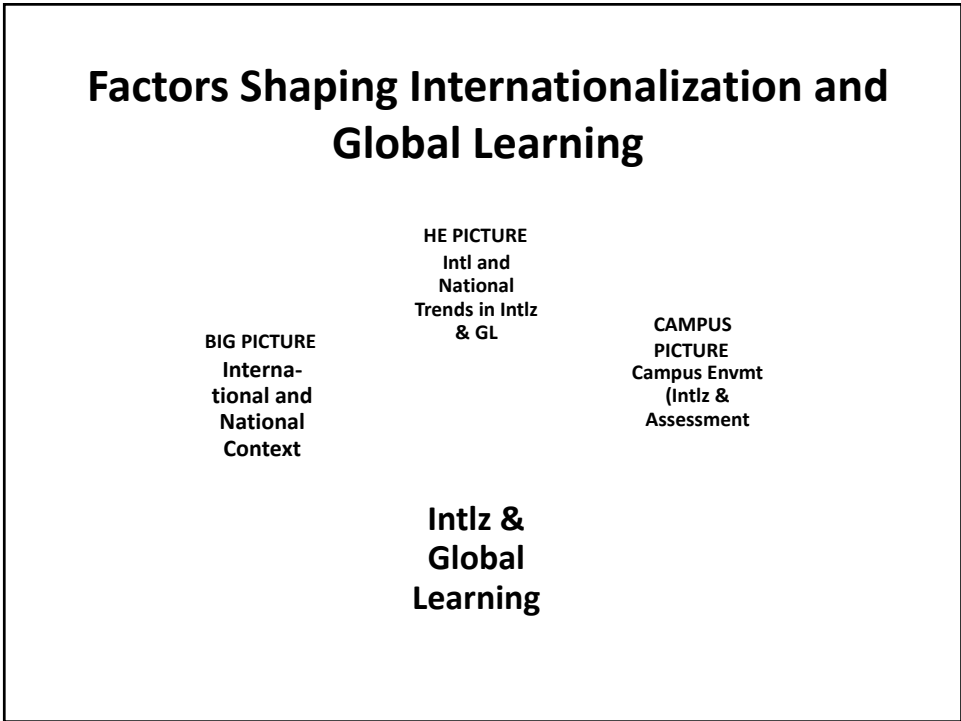 Factors Shaping Internationalization and
Global Learning
HE PICTURE
Intl and
National
Trends in Intlz
& GL
BIG PICTURE
Interna-
tional and
National
Context
CAMPUS
PICTURE
Campus Envmt
(Intlz &
Assessment
Intlz &
Global
Learning